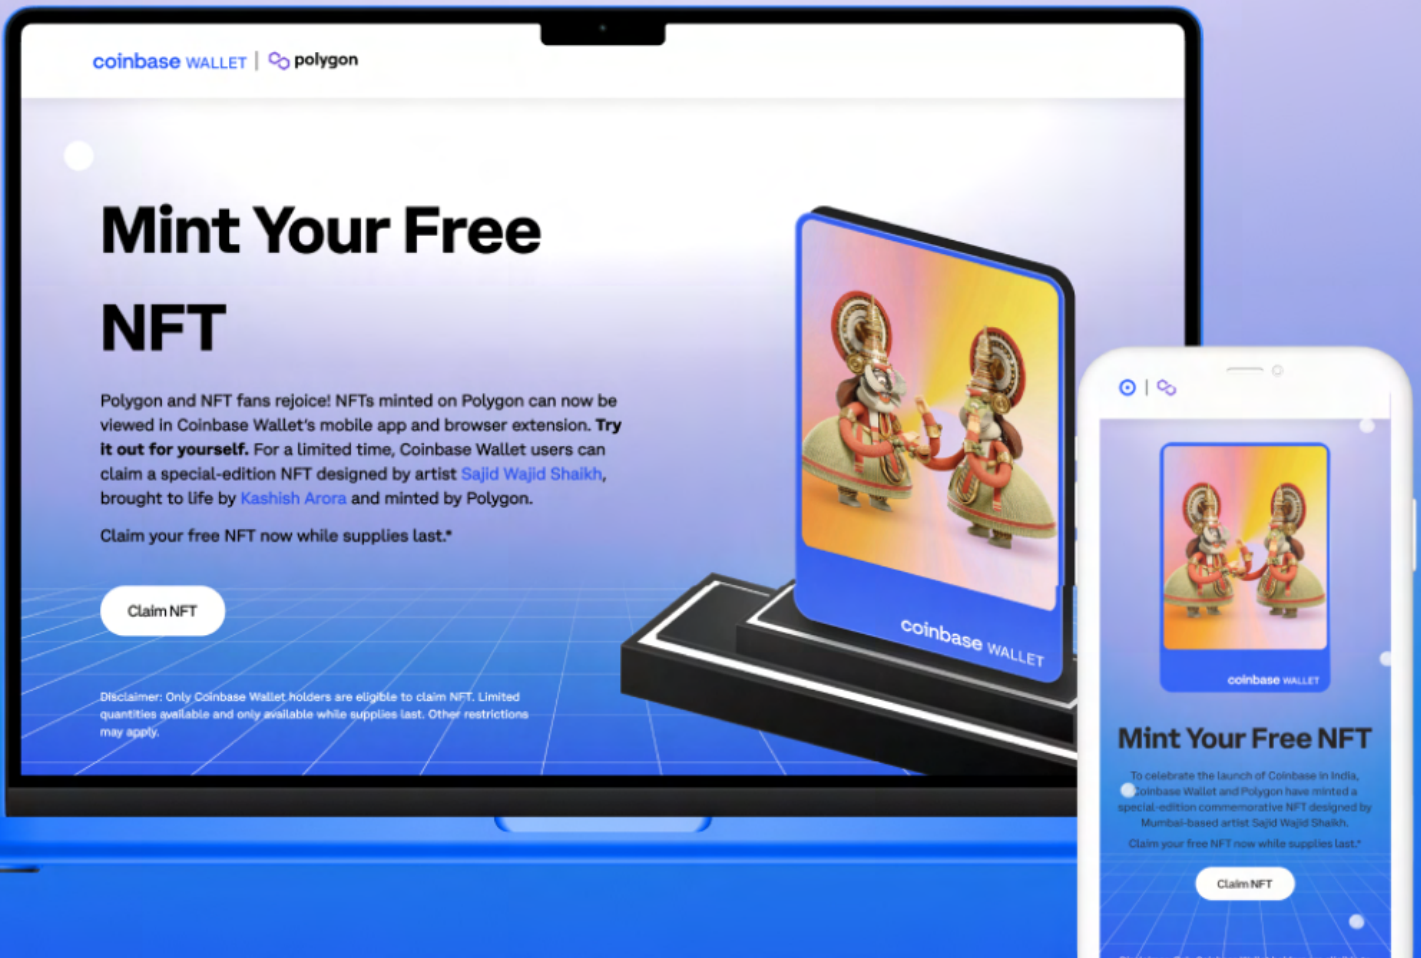 coinbase WALLET | polygon
Mint Your Free
NFT
Polygon and NFT fans rejoice! NFTs minted on Polygon can now be
viewed in Coinbase Wallet's mobile app and browser extension. Try
it out for yourself. For a limited time, Coinbase Wallet users can
claim a special-edition NFT designed by artist Sajid Wajid Shaikh,
brought to life by Kashish Arora and minted by Polygon.
Claim your free NFT now while supplies last.*
Claim NFT
Disclaimer: Only Coinbase Wallet holders are eligible to claim NFT. Limited
quantities available and only available while supplies last. Other restrictions
may apply.
coinbase WALLET
coinbase WALLET
Mint Your Free NFT
To celebrate the launch of Coinbase in India,
Coinbase Wallet and Polygon have minted a
special-edition commemorative NFT designed by
Mumbai-based artist Sajid Wajid Shaikh.
Claim your free NFT now while supplies last.*
Claim NFT